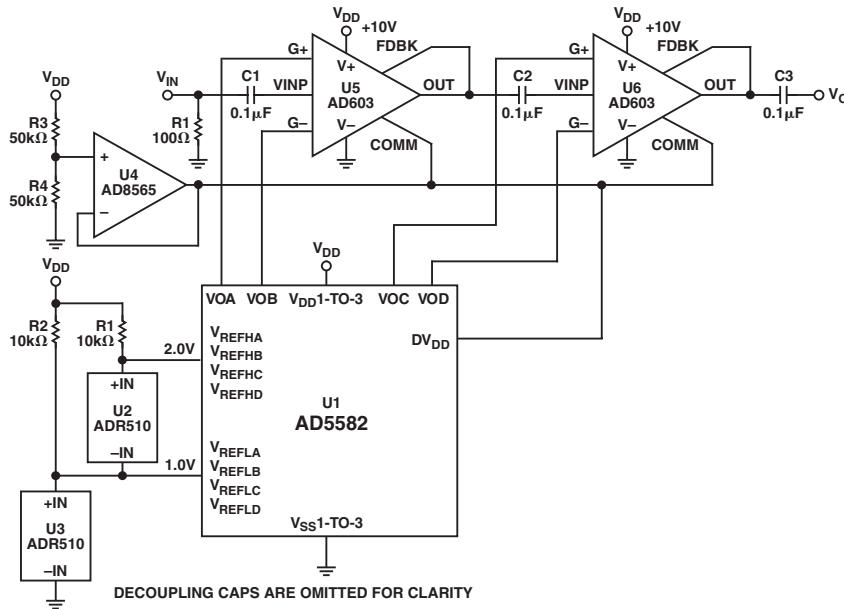 VDD
+10V
G+
FDBK
V+
U5
AD603
VINP
OUT
G–
V–
COMM
VDD
+10V
G+
FDBK
V+
U6
AD603
VINP
OUT
G–
V–
COMM
VDD
R3
50kΩ
R4
50kΩ
VIN
C1
0.1µF
R1
100Ω
C2
0.1µF
C3
0.1µF
+
U4
AD8565
–
VDD
R2
10kΩ
R1
10kΩ
2.0V
+IN
U2
ADR510
–IN
1.0V
+IN
U3
ADR510
–IN
VDD
VOA VOB VDD1-TO-3 VOC VOD
VREFHA
VREFHB
VREFHC
VREFHD
DVDD
U1
AD5582
VREFLA
VREFLB
VREFLC
VREFLD
VSS1-TO-3
DECOUPLING CAPS ARE OMITTED FOR CLARITY